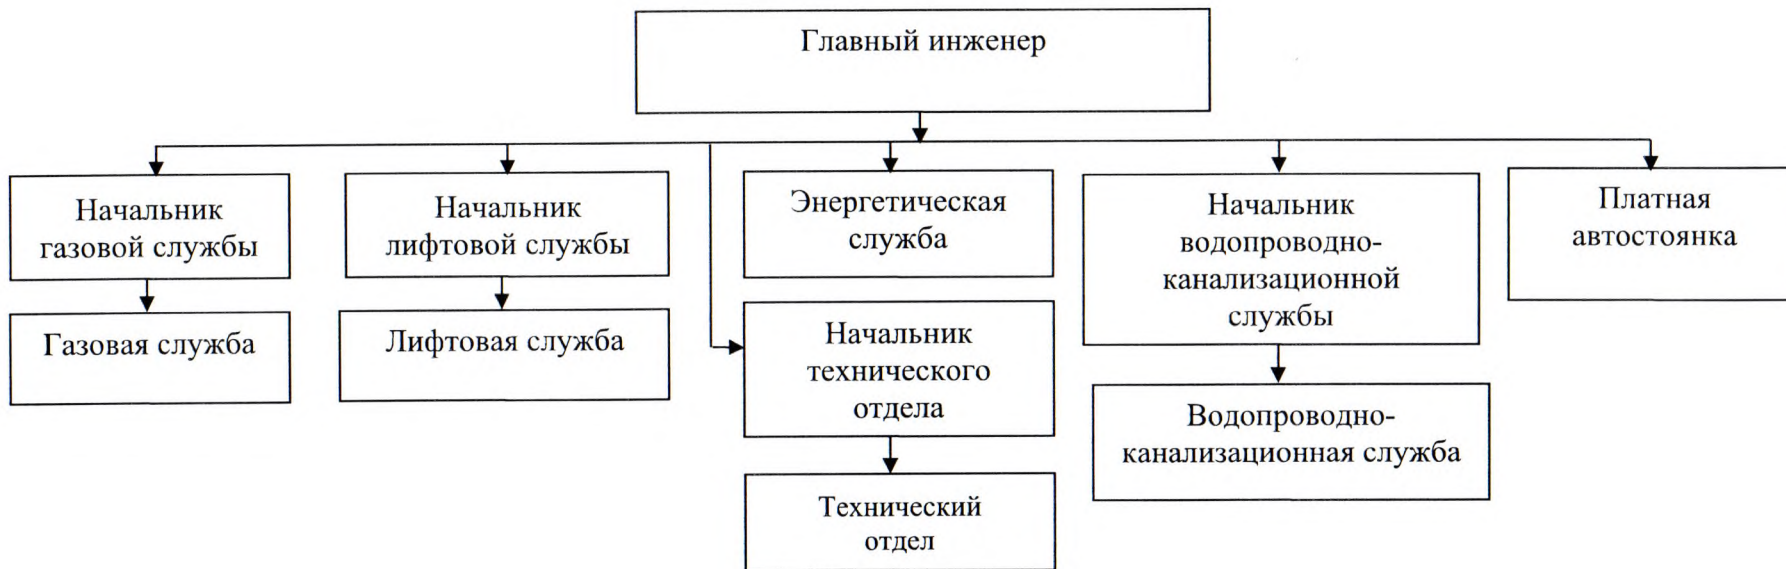 Главный инженер
Начальник
газовой службы
Начальник
лифтовой службы
Энергетическая
служба
Начальник
водопроводно-
канализационной
службы
Платная
автостоянка
Газовая служба
Лифтовая служба
Начальник
технического
отдела
Водопроводно-
канализационная служба
Технический
отдел